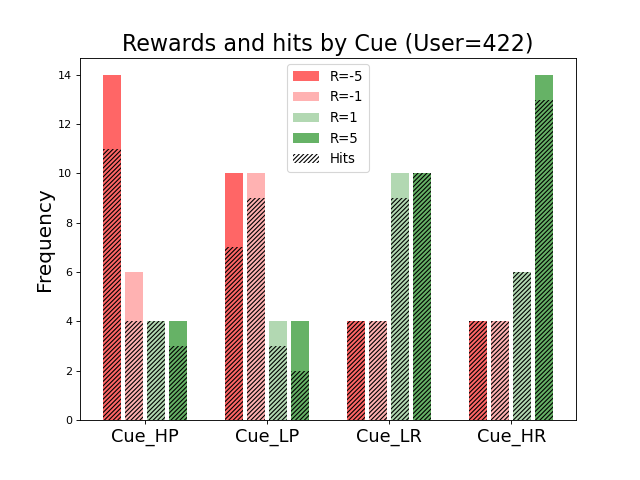 Rewards and hits by Cue (User=422)
R=-5
R=-1
R=1
R=5
Hits
Frequency
14
12
10
8
6
4
2
0
Cue_HP
Cue_LP
Cue_LR
Cue_HR